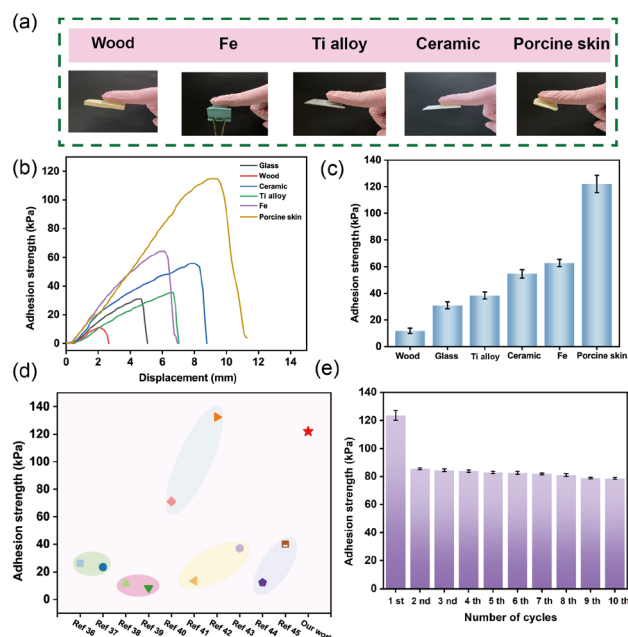 (a)
Wood Fe Ti alloy Ceramic Porcine skin
(b)
Adhesion strength (kPa)
120
100
80
60
40
20
0
0 2 4 6 8 10 12 14
Displacement (mm)
Glass
Wood
Ceramic
Ti alloy
Fe
Porcine skin
(c)
Adhesion strength (kPa)
140
120
100
80
60
40
20
0
Wood Glass Ti alloy Ceramic Fe Porcine skin
(d)
Adhesion strength (kPa)
140
120
100
80
60
40
20
0
Ref 36 Ref 37 Ref 38 Ref 39 Ref 40 Ref 41 Ref 42 Ref 43 Ref 44 Ref 45 Our
(e)
Adhesion strength (kPa)
140
120
100
80
60
40
20
0
1 st 2 nd 3 nd 4 th 5 th 6 th 7 th 8 th 9 th 10 th
Number of cycles